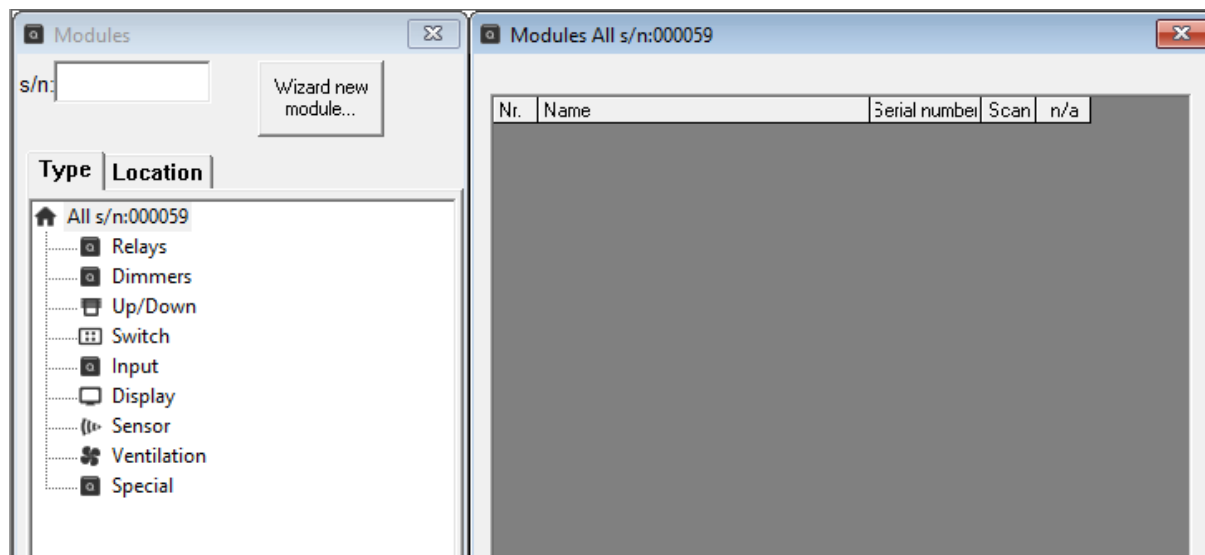 Modules
s/n:
Wizard new
module...
Type Location
All s/n:000059
Relays
Dimmers
Up/Down
Switch
Input
Display
Sensor
Ventilation
Special
Modules All s/n:000059
Nr. Name Serial number Scan n/a